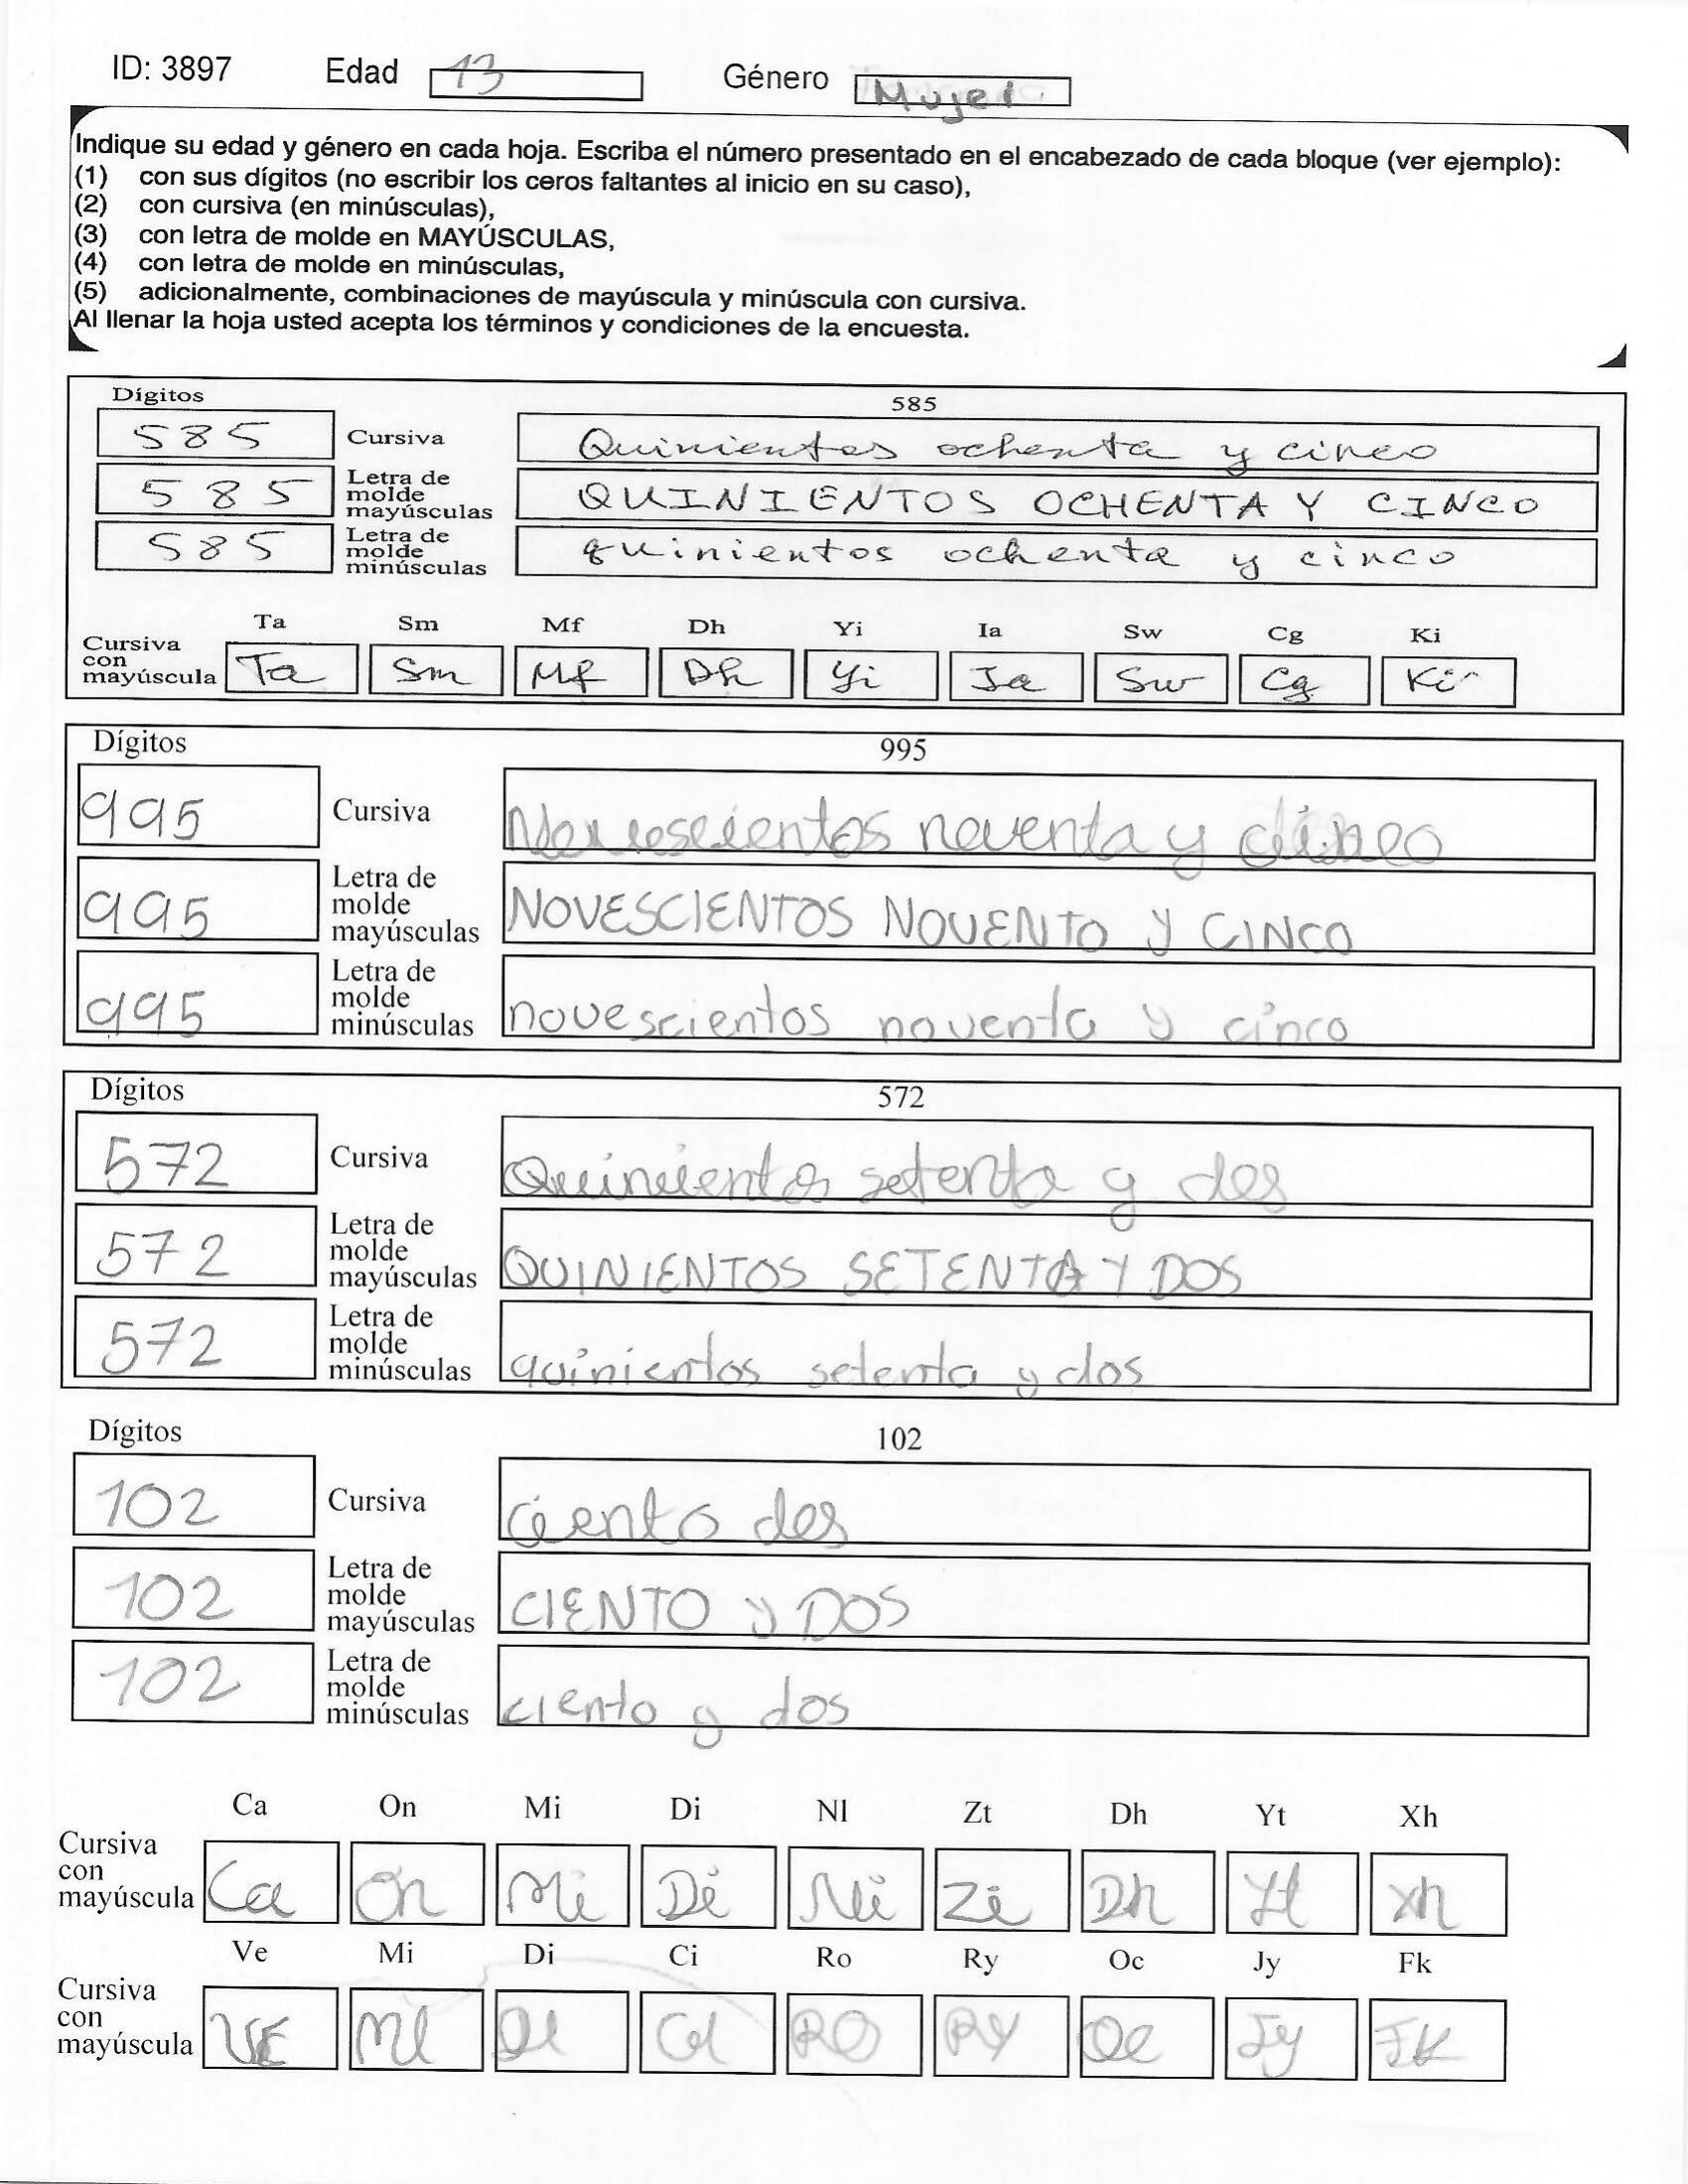 ID: 3897 Edad 13 Género Mujer
Indique su edad y género en cada hoja. Escriba el número presentado en el encabezado de cada bloque (ver ejemplo):
(1) con sus dígitos (no escribir los ceros faltantes al inicio en su caso),
(2) con cursiva (en minúsculas),
(3) con letra de molde en MAYÚSCULAS,
(4) con letra de molde en minúsculas,
(5) adicionalmente, combinaciones de mayúscula y minúscula con cursiva.
Al llenar la hoja usted acepta los términos y condiciones de la encuesta.
Dígitos 585
585 Cursiva Quinientos ochenta y cinco
585 Letra de molde mayúsculas QUINIENTOS OCHENTA Y CINCO
585 Letra de molde minúsculas quinientos ochenta y cinco
Ta Sm Mf Dh Yi Ia Sw Cg Ki
Cursiva con mayúscula Ta Sm Mf Dh Yi Ia Sw Cg Ki
Dígitos 995
995 Cursiva noventa y cinco
995 Letra de molde mayúsculas NOVESCIENTOS NOVENTO Y CINCO
995 Letra de molde minúsculas novescientos noventa y cinco
Dígitos 572
572 Cursiva setenta y dos
572 Letra de molde mayúsculas QUINIENTOS SETENTA Y DOS
572 Letra de molde minúsculas quinientos setenta y dos
Dígitos 102
102 Cursiva ciento dos
102 Letra de molde mayúsculas CIENTO y DOS
102 Letra de molde minúsculas ciento y dos
Ca On Mi Di Nl Zt Dh Yt Xh
Cursiva con mayúscula Ca On Mi Di Ni Zi Dh Yt Xh
Ve Mi Di Ci Ro Ry Oc Jy Fk
Cursiva con mayúscula VE MI DI CI RO RY Oc Jy FK